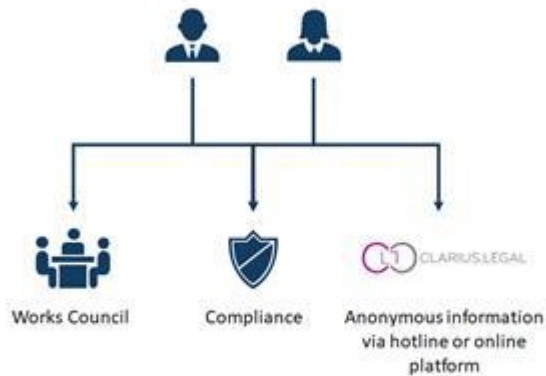 CLARIUS.LEGAL
Works Council
Compliance
Anonymous information
via hotline or online
platform